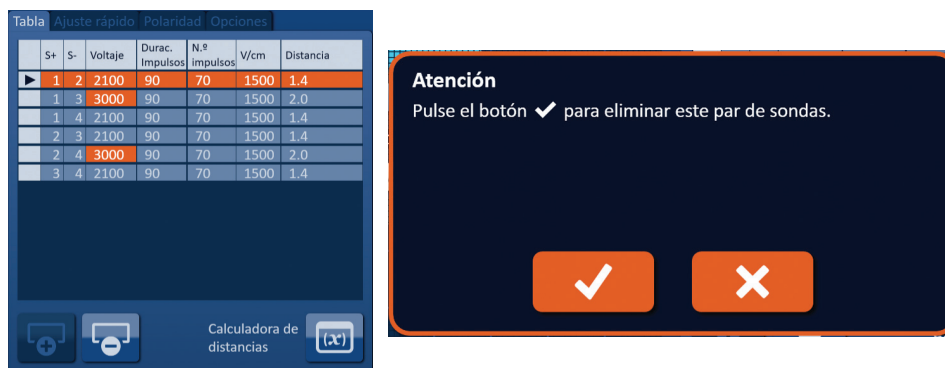 Tabla Ajuste rápido Polaridad Opciones
S+ S- Voltaje Durac. Impulsos N.º impulsos V/cm Distancia
1 2 2100 90 70 1500 1.4
1 3 3000 90 70 1500 2.0
1 4 2100 90 70 1500 1.4
2 3 2100 90 70 1500 1.4
2 4 3000 90 70 1500 2.0
3 4 2100 90 70 1500 1.4
Calculadora de
distancias
(x)
Atención
Pulse el botón ✔ para eliminar este par de sondas.